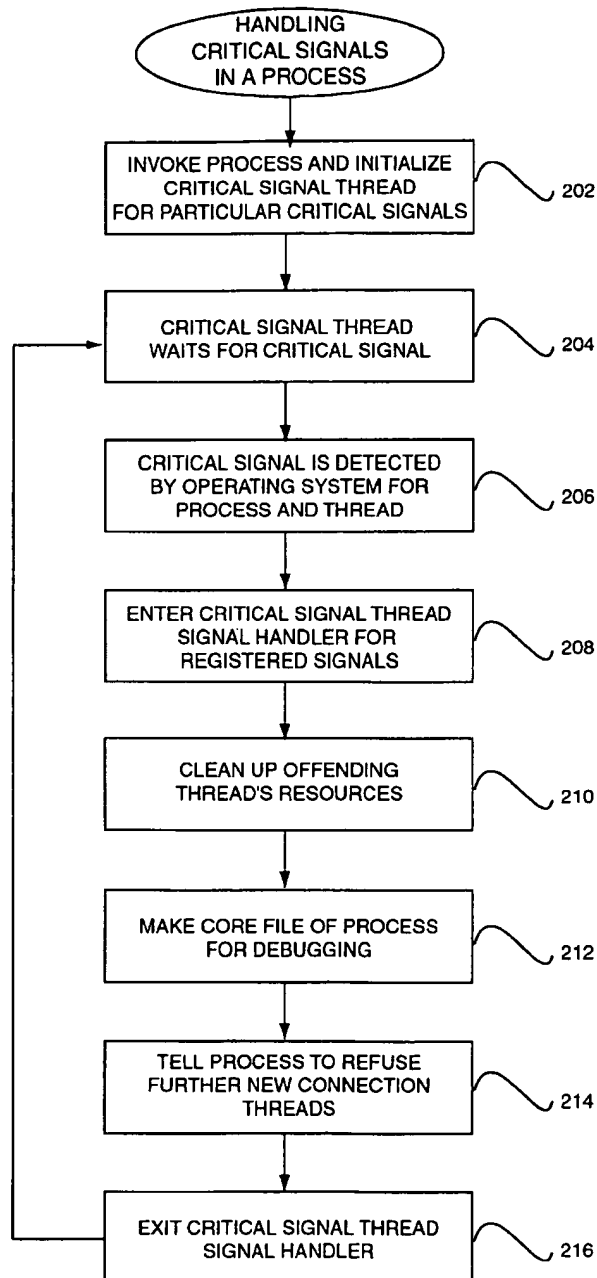 HANDLING
CRITICAL SIGNALS
IN A PROCESS
INVOKE PROCESS AND INITIALIZE
CRITICAL SIGNAL THREAD
FOR PARTICULAR CRITICAL SIGNALS
202
CRITICAL SIGNAL THREAD
WAITS FOR CRITICAL SIGNAL
204
CRITICAL SIGNAL IS DETECTED
BY OPERATING SYSTEM FOR
PROCESS AND THREAD
206
ENTER CRITICAL SIGNAL THREAD
SIGNAL HANDLER FOR
REGISTERED SIGNALS
208
CLEAN UP OFFENDING
THREAD'S RESOURCES
210
MAKE CORE FILE OF PROCESS
FOR DEBUGGING
212
TELL PROCESS TO REFUSE
FURTHER NEW CONNECTION
THREADS
214
EXIT CRITICAL SIGNAL THREAD
SIGNAL HANDLER
216